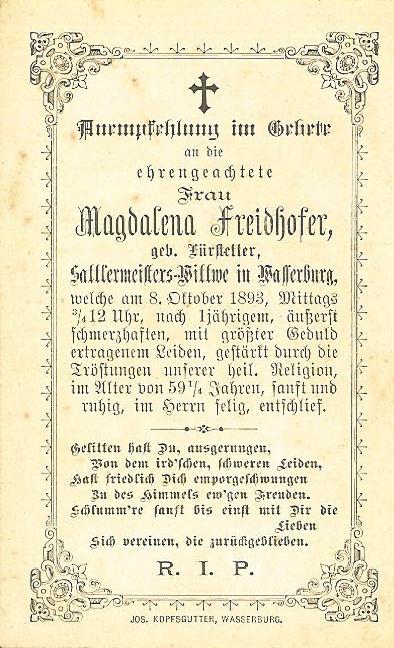 Anempfehlung im Gebete
an die
ehrengeachtete
Frau
Magdalena Freidhofer,
geb. Fürstetter,
Sattlermeisters-Wittwe in Wasserburg,
welche am 8. Oktober 1893, Mittags
3/4 12 Uhr, nach 1jährigem, äußerst
schmerzhaften, mit größter Geduld
ertragenem Leiden, gestärkt durch die
Tröstungen unserer heil. Religion,
im Alter von 59 1/4 Jahren, sanft und
ruhig, im Herrn selig, entschlief.
Gelitten hast Du, ausgerungen,
Von dem ird'schen, schweren Leiden,
Hast friedlich Dich emporgeschwungen
Zu des Himmels ew'gen Freuden.
Schlumm're sanft bis einst mit Dir die
Lieben
Sich vereinen, die zurückgeblieben.
R. I. P.
JOS. KOPFSGUTTER, WASSERBURG.